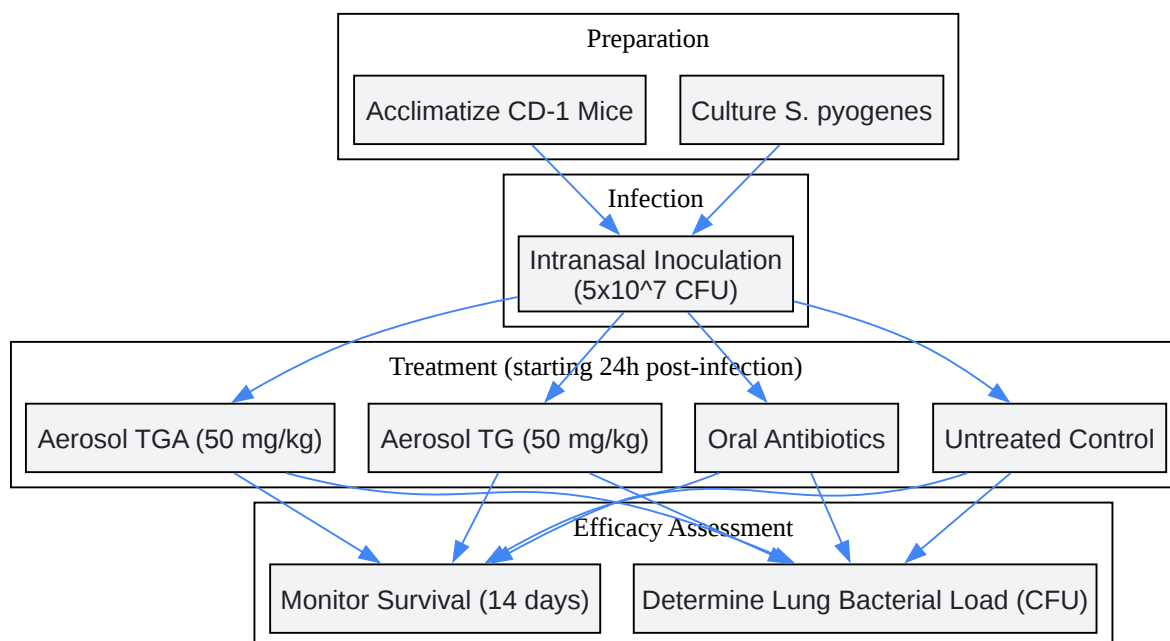 Preparation
Acclimatize CD-1 Mice
Culture S. pyogenes
Infection
Intranasal Inoculation
(5x10^7 CFU)
Treatment (starting 24h post-infection)
Aerosol TGA (50 mg/kg)
Aerosol TG (50 mg/kg)
Oral Antibiotics
Untreated Control
Efficacy Assessment
Monitor Survival (14 days)
Determine Lung Bacterial Load (CFU)